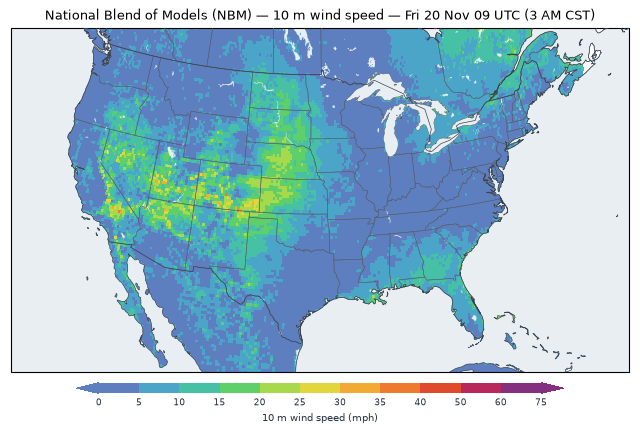 National Blend of Models (NBM) — 10 m wind speed — Fri 20 Nov 09 UTC (3 AM CST)
0 5 10 15 20 25 30 35 40 50 60 75
10 m wind speed (mph)